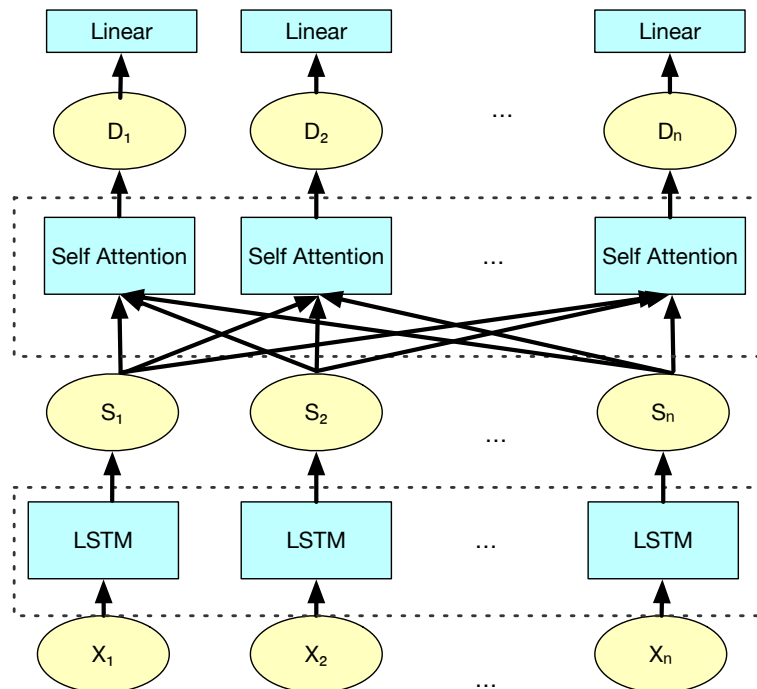 Linear Linear Linear
D₁ D₂ ... Dₙ
Self Attention Self Attention ... Self Attention
S₁ S₂ ... Sₙ
LSTM LSTM ... LSTM
X₁ X₂ ... Xₙ